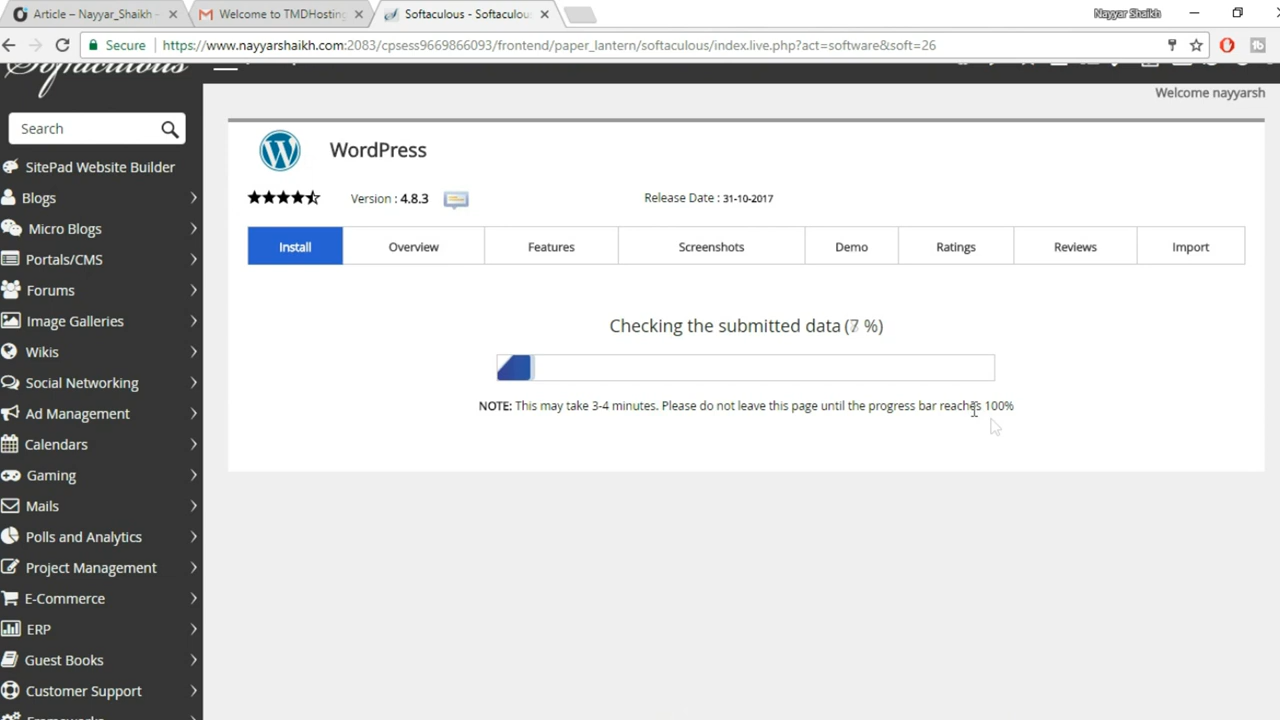 Article – Nayyar_Shaikh -
Welcome to TMDHosting
Softaculous - Softaculou
Nayyar Shaikh
Secure
https://www.nayyarshaikh.com:2083/cpsess9669866093/frontend/paper_lantern/softaculous/index.live.php?act=software&soft=26
Softaculous
Welcome nayyarsh
Search
SitePad Website Builder
Blogs
Micro Blogs
Portals/CMS
Forums
Image Galleries
Wikis
Social Networking
Ad Management
Calendars
Gaming
Mails
Polls and Analytics
Project Management
E-Commerce
ERP
Guest Books
Customer Support
Frameworks
WordPress
Version : 4.8.3
Release Date : 31-10-2017
Install
Overview
Features
Screenshots
Demo
Ratings
Reviews
Import
Checking the submitted data (7 %)
NOTE: This may take 3-4 minutes. Please do not leave this page until the progress bar reaches 100%